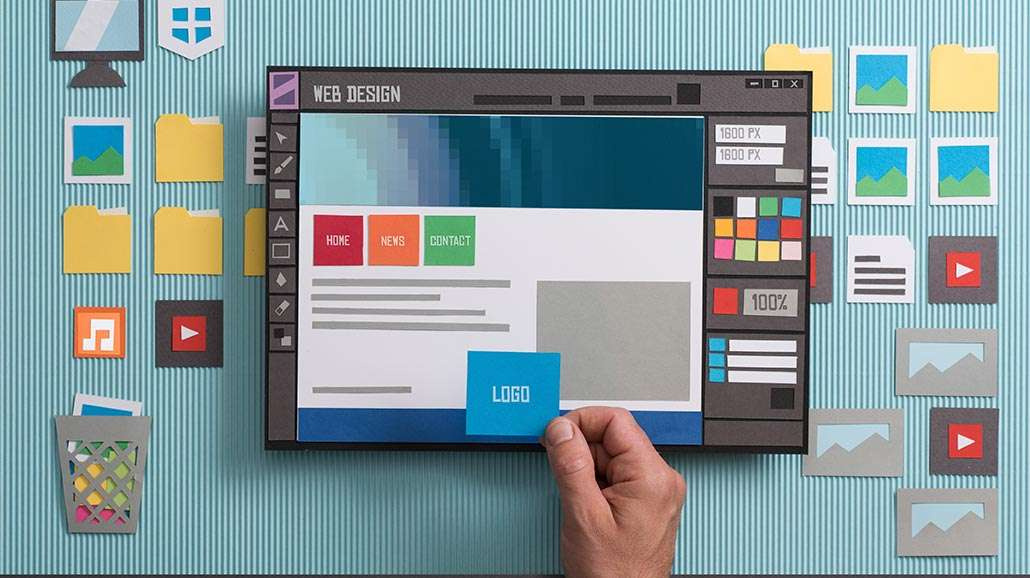 WEB DESIGN
1600 PX
1600 PX
HOME
NEWS
CONTACT
100%
LOGO